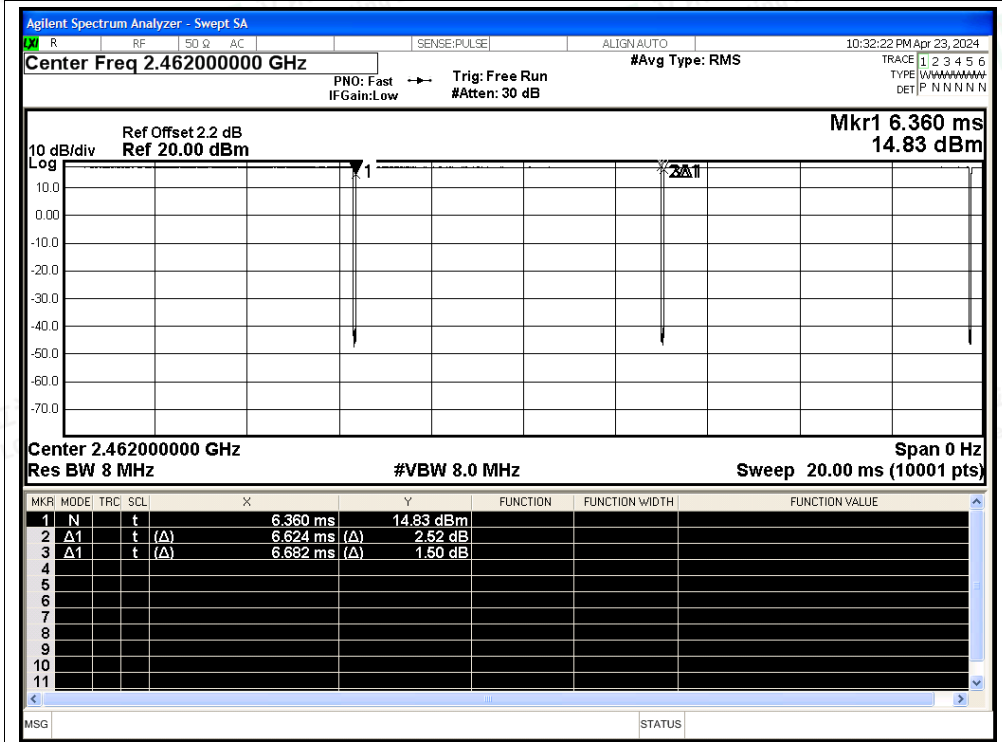 Agilent Spectrum Analyzer - Swept SA
LXI R RF 50 Ω AC SENSE:PULSE ALIGN AUTO 10:32:22 PM Apr 23, 2024
Center Freq 2.462000000 GHz #Avg Type: RMS TRACE 1 2 3 4 5 6
PNO: Fast Trig: Free Run TYPE WWWWWW
IFGain:Low #Atten: 30 dB DET P N N N N N
Mkr1 6.360 ms
Ref Offset 2.2 dB
10 dB/div Ref 20.00 dBm 14.83 dBm
Log
1 2Δ1 3Δ1
10.0
0.00
-10.0
-20.0
-30.0
-40.0
-50.0
-60.0
-70.0
Center 2.462000000 GHz Span 0 Hz
Res BW 8 MHz #VBW 8.0 MHz Sweep 20.00 ms (10001 pts)
MKR MODE TRC SCL X Y FUNCTION FUNCTION WIDTH FUNCTION VALUE
1 N t 6.360 ms 14.83 dBm
2 Δ1 t (Δ) 6.624 ms (Δ) 2.52 dB
3 Δ1 t (Δ) 6.682 ms (Δ) 1.50 dB
4
5
6
7
8
9
10
11
MSG STATUS